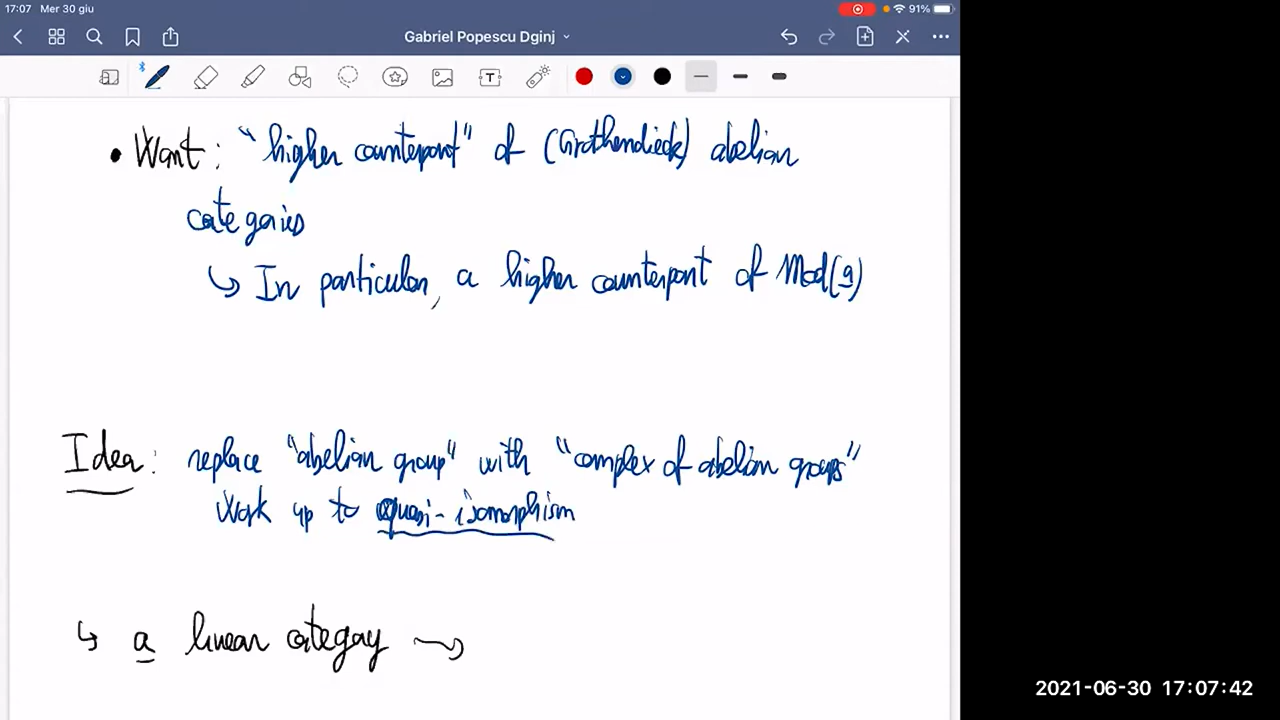 17:07 Mer 30 giu
91%
Gabriel Popescu Dginj
• Want: "higher counterpart" of (Grothendieck) abelian
categories
↳ In particular, a higher counterpart of Mod(a)
Idea: replace "abelian group" with "complex of abelian groups"
Work up to quasi-isomorphism
↳ a linear category ⇝
2021-06-30 17:07:42